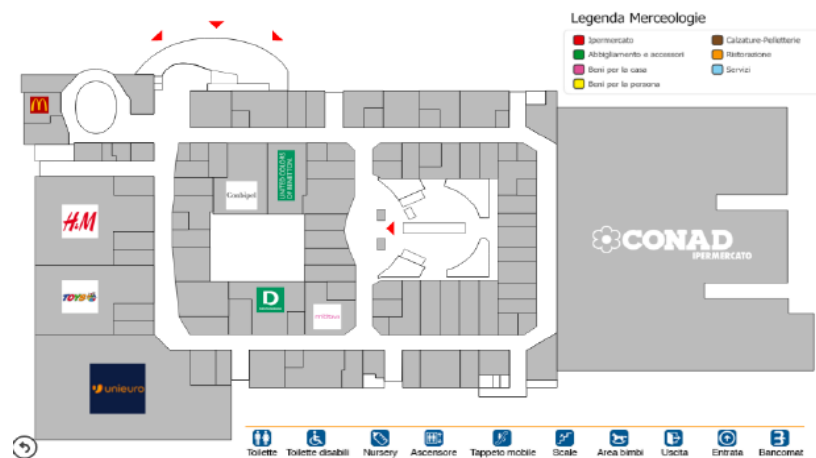 Legenda Merceologie
Ipermercato
Abbigliamento e accessori
Beni per la casa
Beni per la persona
Calzature-Pelletterie
Ristorazione
Servizi
H&M
UNITED COLORS
OF BENETTON
CONAD
IPERMERCATO
TOYS
D
unieuro
Toilette
Toilette disabili
Nursery
Ascensore
Tappeto mobile
Scale
Area bimbi
Uscita
Entrata
Bancomat